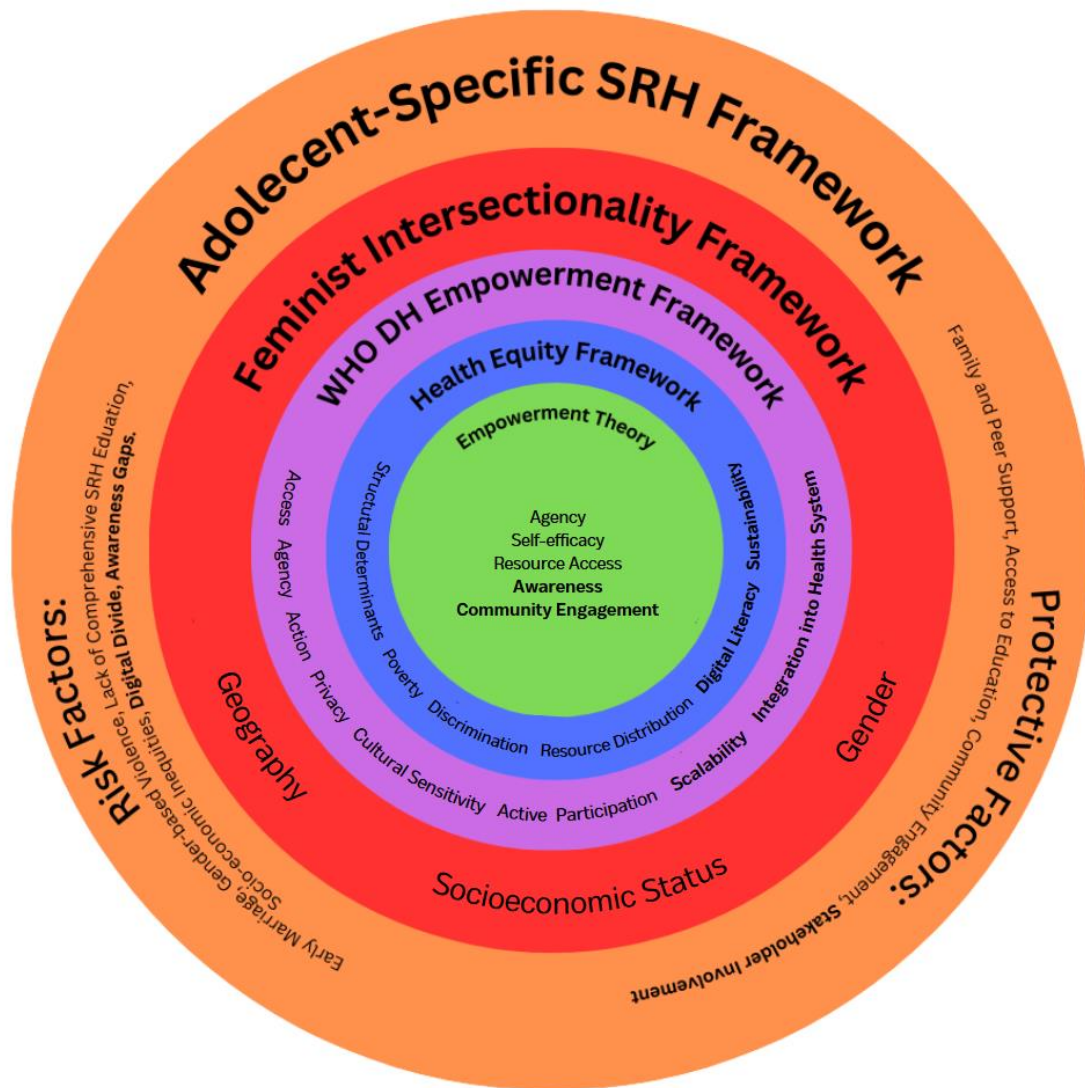 Adolecent-Specific SRH Framework
Feminist Intersectionality Framework
WHO DH Empowerment Framework
Health Equity Framework
Empowerment Theory
Agency
Self-efficacy
Resource Access
Awareness
Community Engagement
Structutal Determinants Poverty Discrimination Resource Distribution Digital Literacy Sustainability
Access Agency Action Privacy Cultural Sensitivity Active Participation Scalability Integration into Health System
Geography
Socioeconomic Status
Gender
Risk Factors:
Early Marriage, Gender-based Violence, Lack of Comprehensive SRH Eduation,
Socio-economic Inequities, Digital Divide, Awareness Gaps.
Protective Factors:
Family and Peer Support, Access to Education, Community Engagement, Stakeholder Involvement